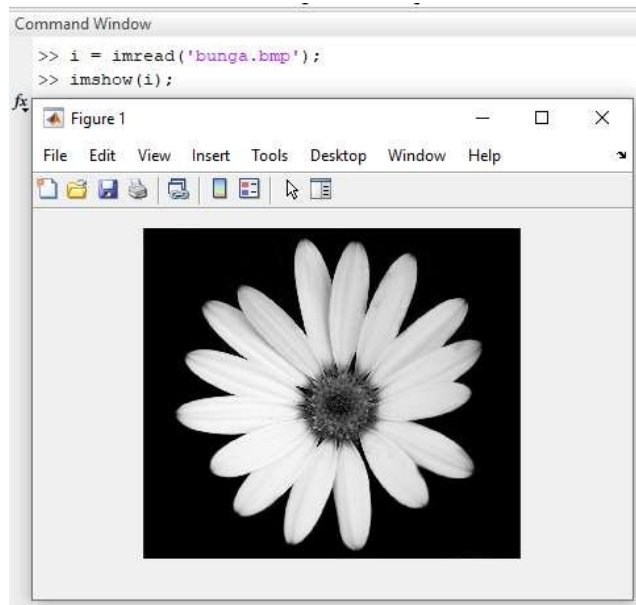 Command Window
>> i = imread('bunga.bmp');
>> imshow(i);
fx
Figure 1
File Edit View Insert Tools Desktop Window Help